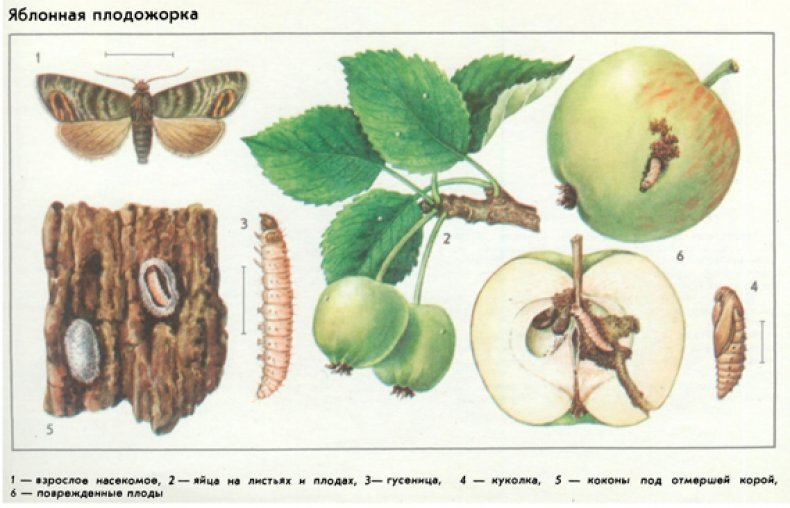 Яблонная плодожорка
1
3
2
6
4
5
1 — взрослое насекомое, 2 — яйца на листьях и плодах, 3— гусеница, 4 — куколка, 5 — коконы под отмершей корой,
6 — поврежденные плоды